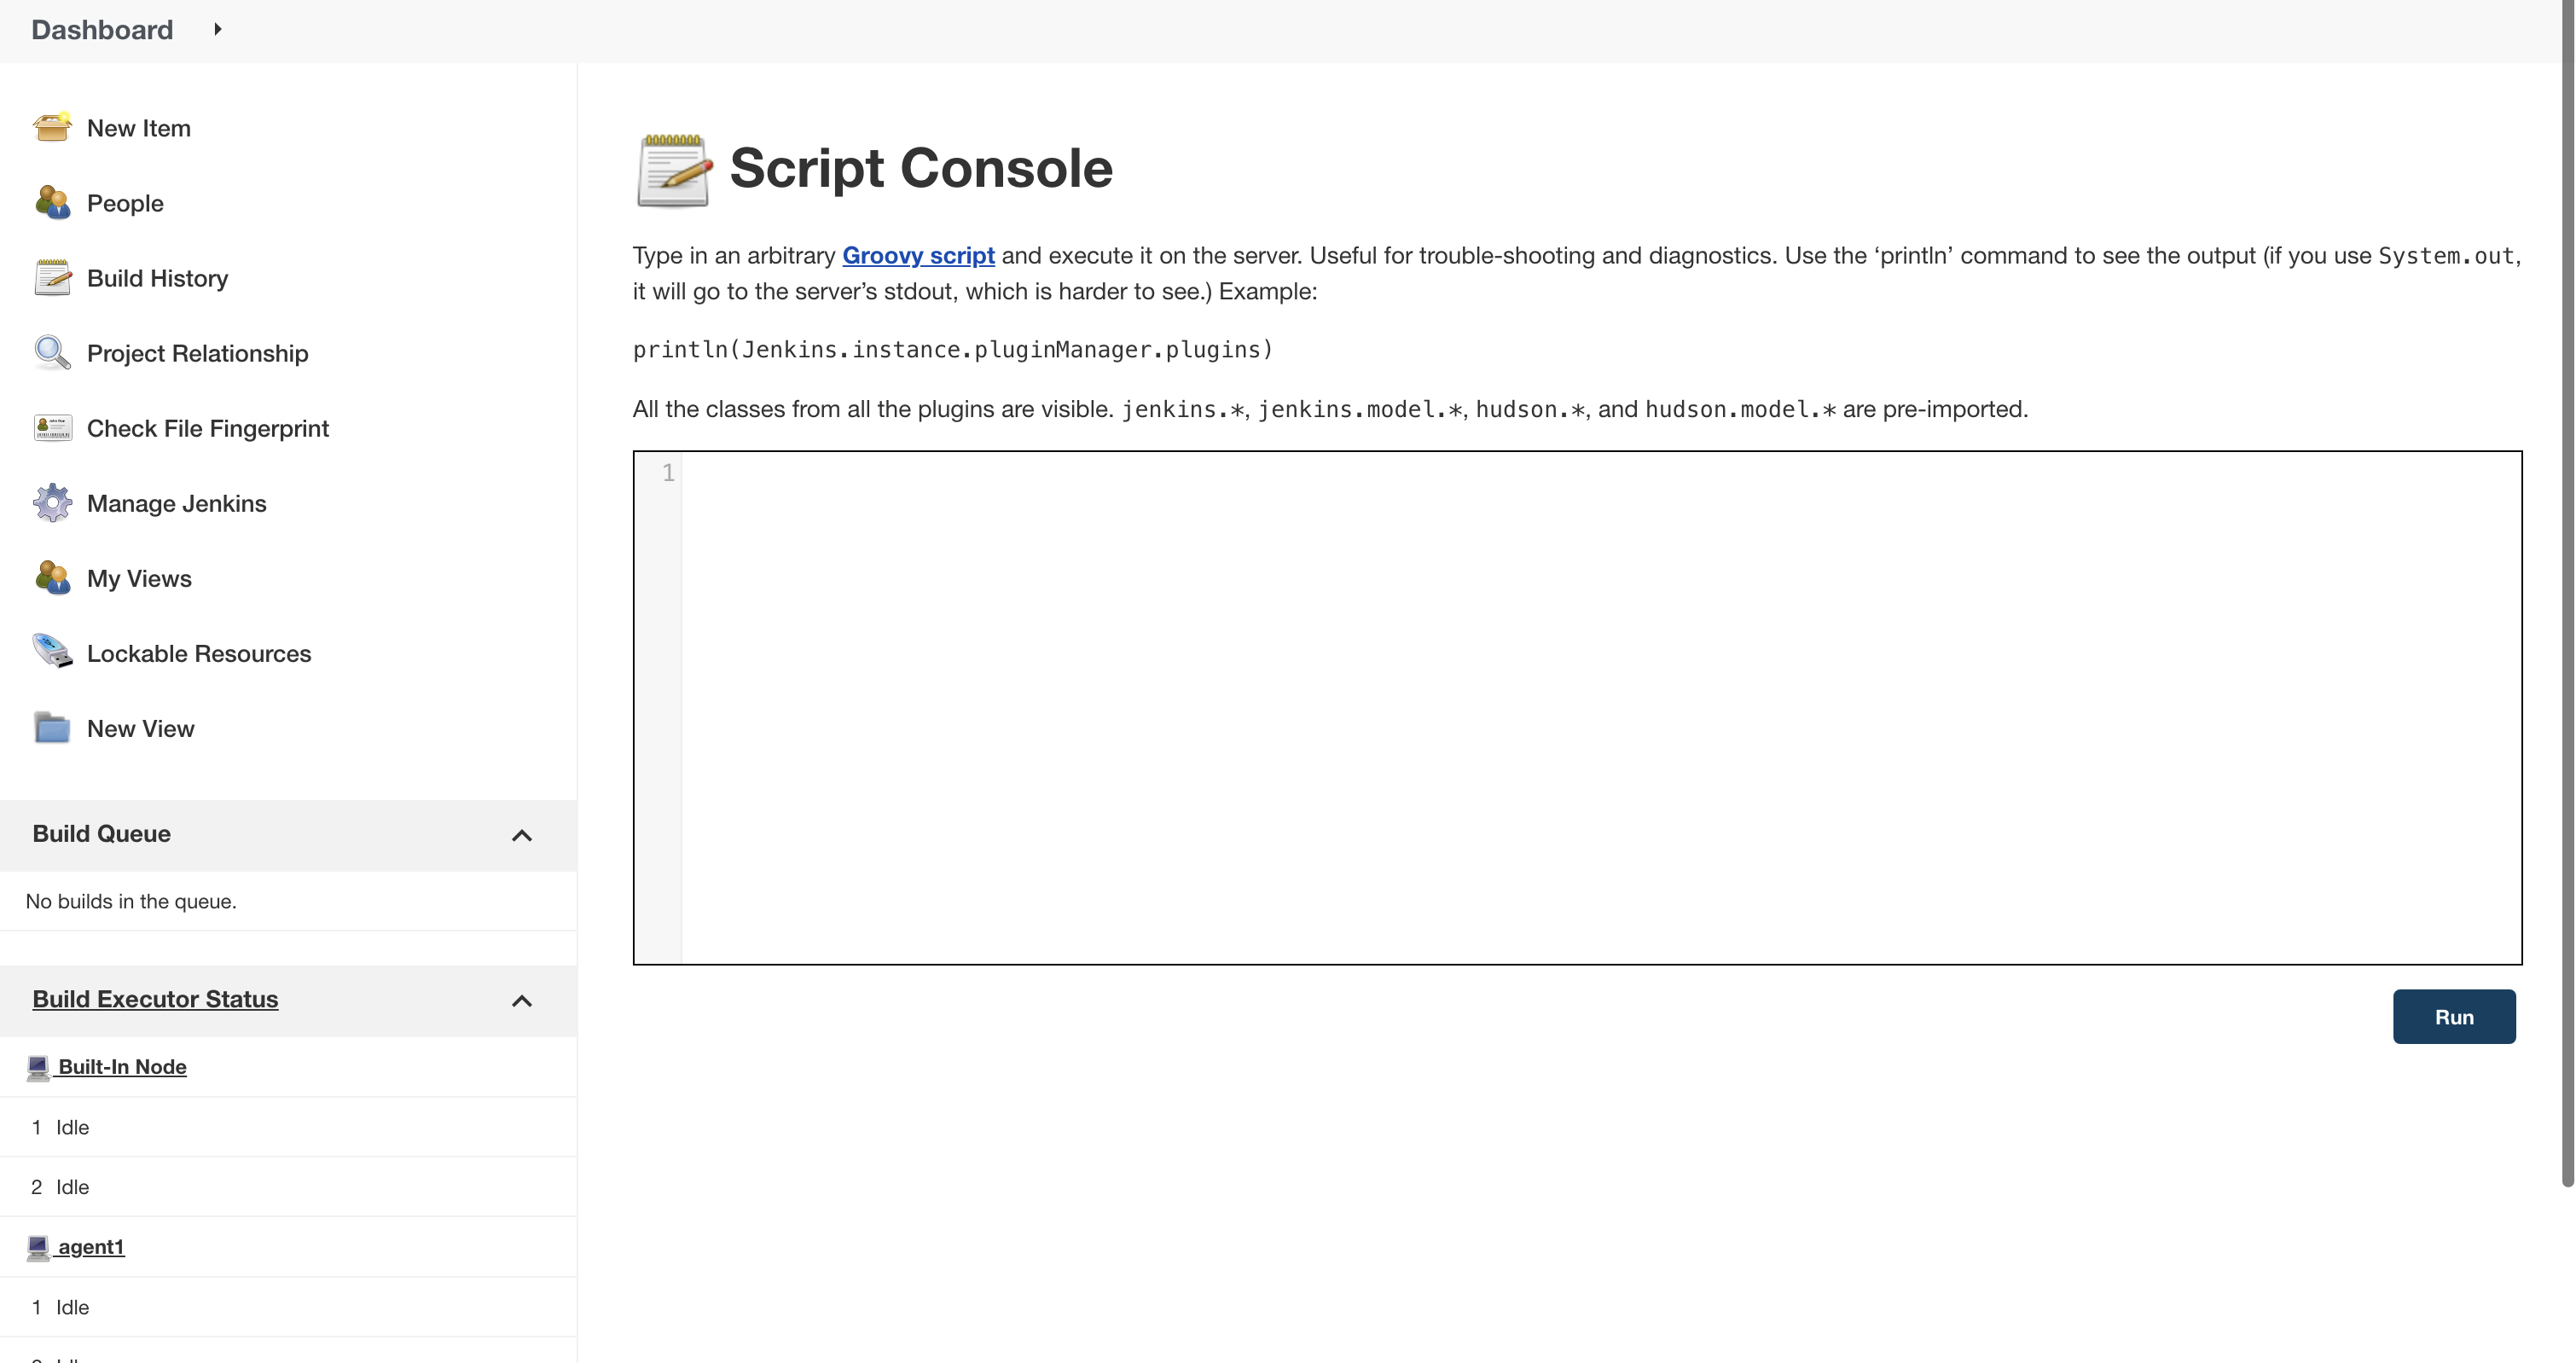 Dashboard
New Item
People
Build History
Project Relationship
Check File Fingerprint
Manage Jenkins
My Views
Lockable Resources
New View
Build Queue
No builds in the queue.
Build Executor Status
Built-In Node
1 Idle
2 Idle
agent1
1 Idle
Script Console
Type in an arbitrary Groovy script and execute it on the server. Useful for trouble-shooting and diagnostics. Use the ‘println’ command to see the output (if you use System.out,
it will go to the server’s stdout, which is harder to see.) Example:
println(Jenkins.instance.pluginManager.plugins)
All the classes from all the plugins are visible. jenkins.*, jenkins.model.*, hudson.*, and hudson.model.* are pre-imported.
1
Run